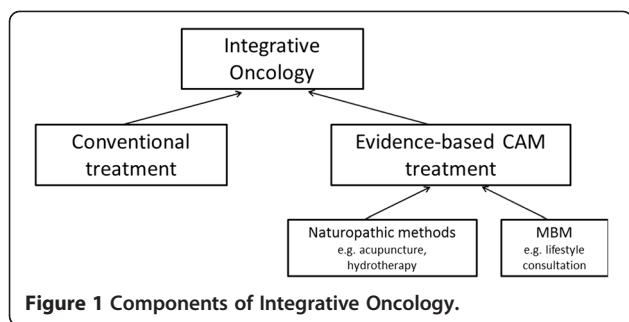 Integrative
Oncology
Conventional
treatment
Evidence-based CAM
treatment
Naturopathic methods
e.g. acupuncture,
hydrotherapy
MBM
e.g. lifestyle
consultation
Figure 1 Components of Integrative Oncology.